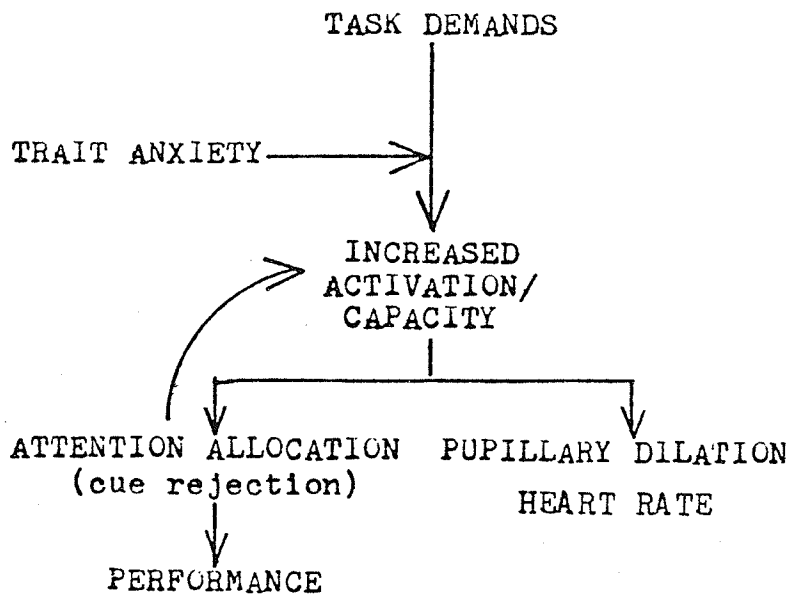 TASK DEMANDS
TRAIT ANXIETY
INCREASED
ACTIVATION/
CAPACITY
ATTENTION ALLOCATION
(cue rejection)
PUPILLARY DILATION
HEART RATE
PERFORMANCE